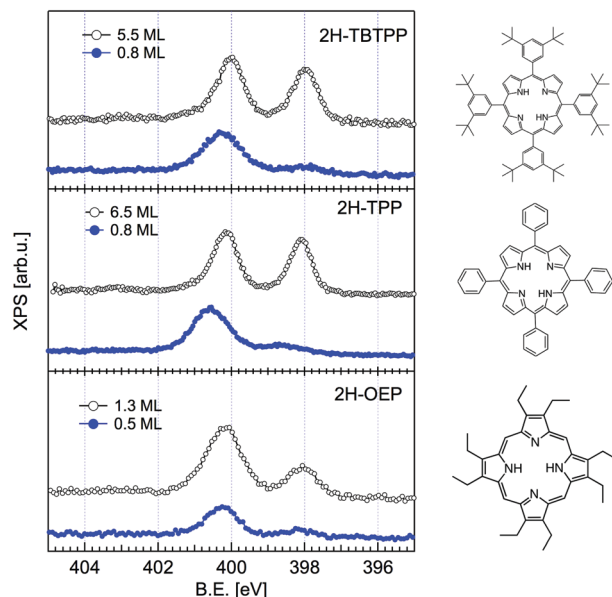 5.5 ML
0.8 ML
2H-TBTPP
NH
N
N
HN
6.5 ML
0.8 ML
2H-TPP
NH
N
N
HN
1.3 ML
0.5 ML
2H-OEP
N
NH
HN
N
XPS [arb.u.]
404
402
400
398
396
B.E. [eV]